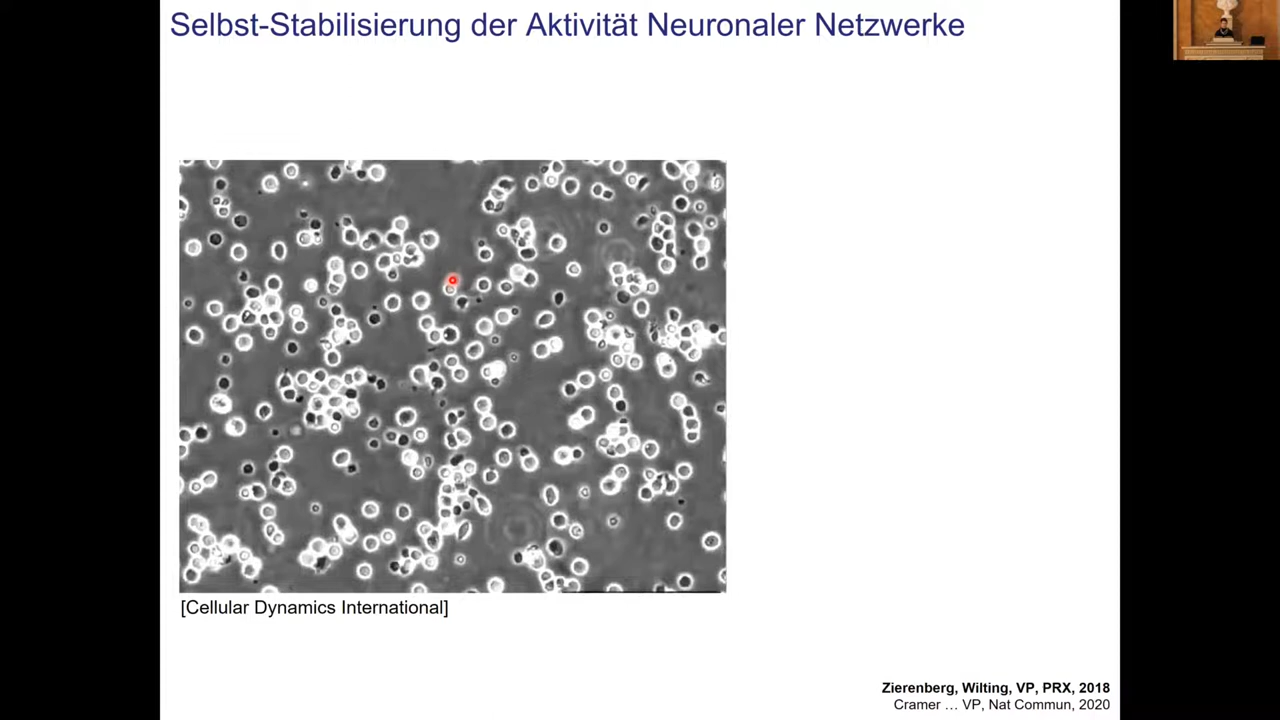 Selbst-Stabilisierung der Aktivität Neuronaler Netzwerke
[Cellular Dynamics International]
Zierenberg, Wilting, VP, PRX, 2018
Cramer … VP, Nat Commun, 2020